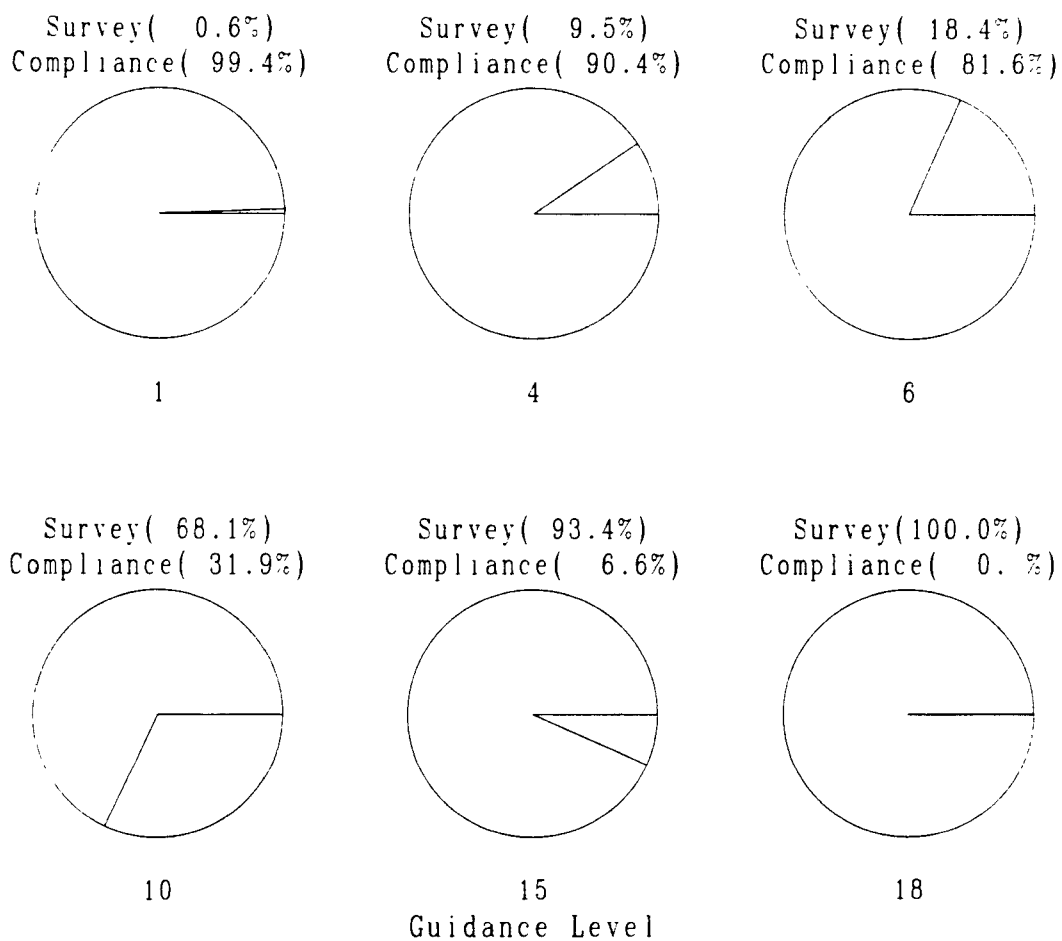 Survey(  0.6%)
Compliance( 99.4%)
Survey(  9.5%)
Compliance( 90.4%)
Survey( 18.4%)
Compliance( 81.6%)
1
4
6
Survey( 68.1%)
Compliance( 31.9%)
Survey( 93.4%)
Compliance(  6.6%)
Survey(100.0%)
Compliance(  0. %)
10
15
18
Guidance Level